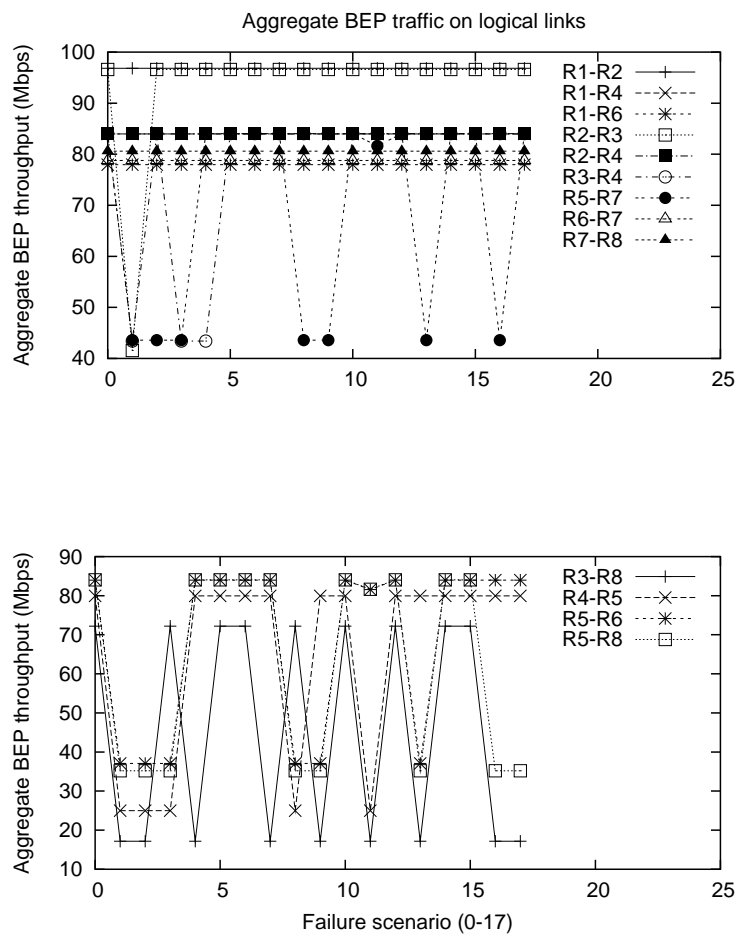 Aggregate BEP traffic on logical links
Aggregate BEP throughput (Mbps)
100
90
80
70
60
50
40
0
5
10
15
20
25
R1-R2
R1-R4
R1-R6
R2-R3
R2-R4
R3-R4
R5-R7
R6-R7
R7-R8
Aggregate BEP throughput (Mbps)
90
80
70
60
50
40
30
20
10
0
5
10
15
20
25
R3-R8
R4-R5
R5-R6
R5-R8
Failure scenario (0-17)